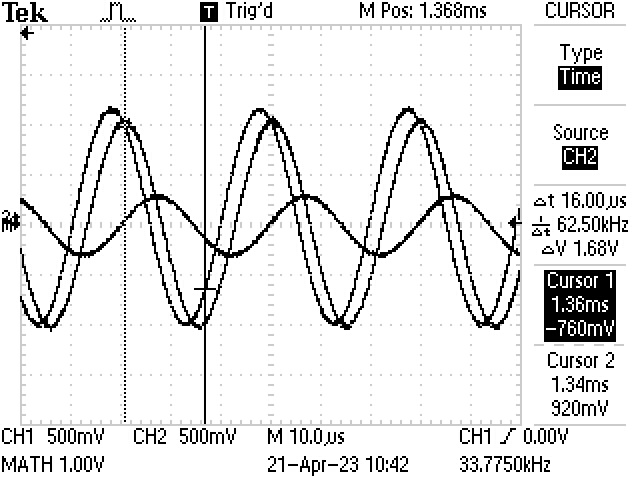 Tek T Trig'd M Pos: 1.368ms CURSOR
Type
Time
Source
CH2
Δt 16.00µs
1/Δt 62.50kHz
ΔV 1.68V
Cursor 1
1.36ms
-760mV
Cursor 2
1.34ms
920mV
CH1 500mV CH2 500mV M 10.0µs CH1 / 0.00V
MATH 1.00V 21-Apr-23 10:42 33.7750kHz